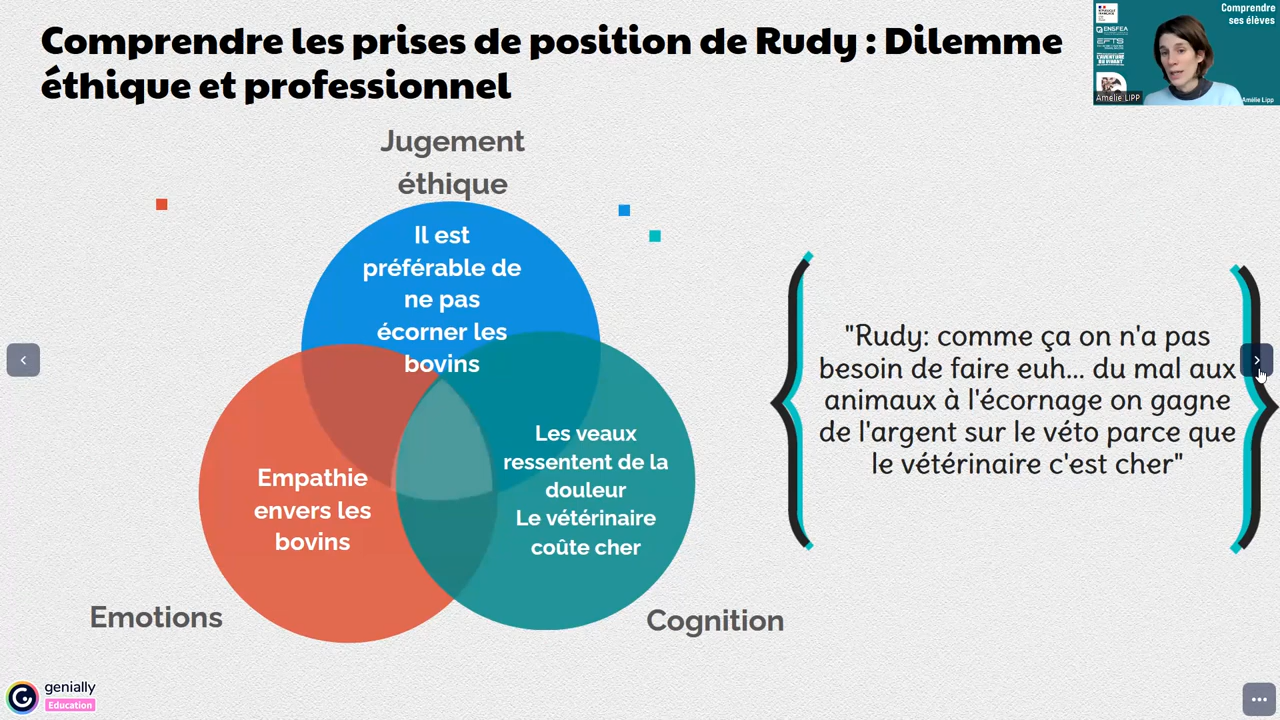 Comprendre les prises de position de Rudy : Dilemme
éthique et professionnel
Comprendre
ses élèves
ENSFEA
Amélie LIPP
Amélie Lipp
Jugement
éthique
Il est
préférable de
ne pas
écorner les
bovins
Empathie
envers les
bovins
Les veaux
ressentent de la
douleur
Le vétérinaire
coûte cher
Emotions
Cognition
"Rudy: comme ça on n'a pas
besoin de faire euh... du mal aux
animaux à l'écornage on gagne
de l'argent sur le véto parce que
le vétérinaire c'est cher"
genially
Education